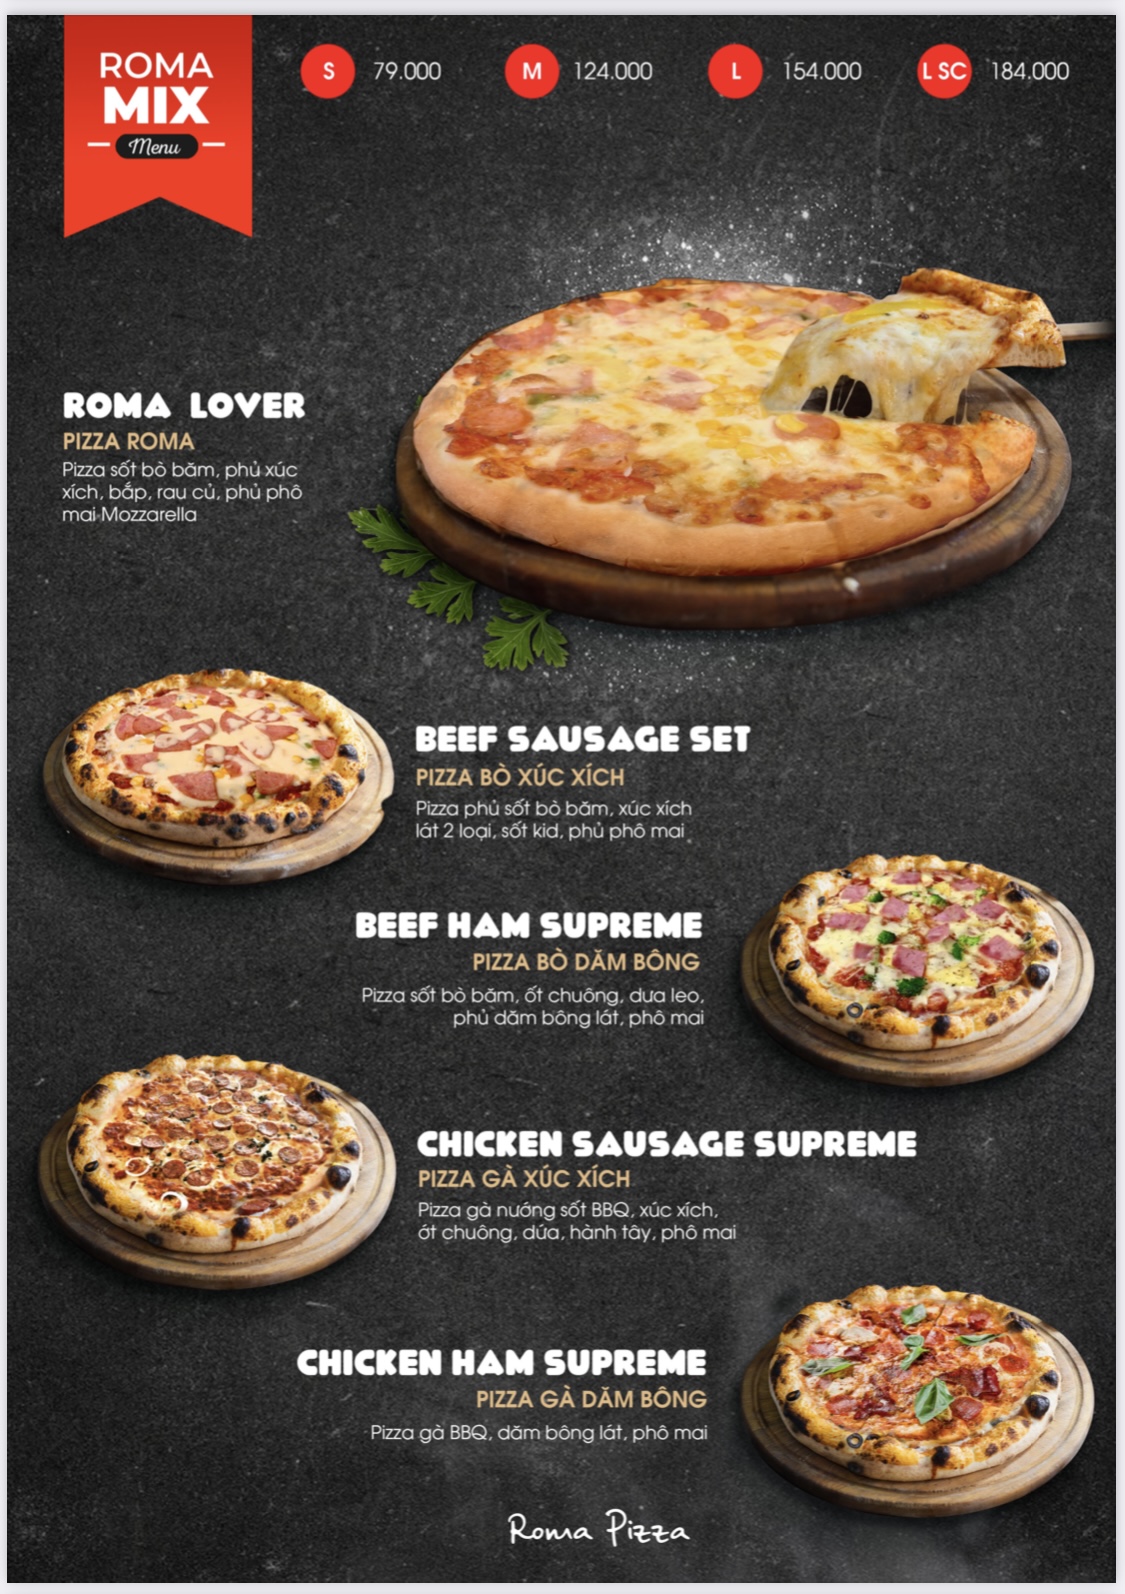 ROMA
MIX
Menu
S 79.000 M 124.000 L 154.000 L SC 184.000
ROMA LOVER
PIZZA ROMA
Pizza sốt bò băm, phủ xúc
xích, bắp, rau củ, phủ phô
mai Mozzarella
BEEF SAUSAGE SET
PIZZA BÒ XÚC XÍCH
Pizza phủ sốt bò băm, xúc xích
lát 2 loại, sốt kid, phủ phô mai
BEEF HAM SUPREME
PIZZA BÒ DĂM BÔNG
Pizza sốt bò băm, ốt chuông, dưa leo,
phủ dăm bông lát, phô mai
CHICKEN SAUSAGE SUPREME
PIZZA GÀ XÚC XÍCH
Pizza gà nướng sốt BBQ, xúc xích,
ớt chuông, dứa, hành tây, phô mai
CHICKEN HAM SUPREME
PIZZA GÀ DĂM BÔNG
Pizza gà BBQ, dăm bông lát, phô mai
Roma Pizza